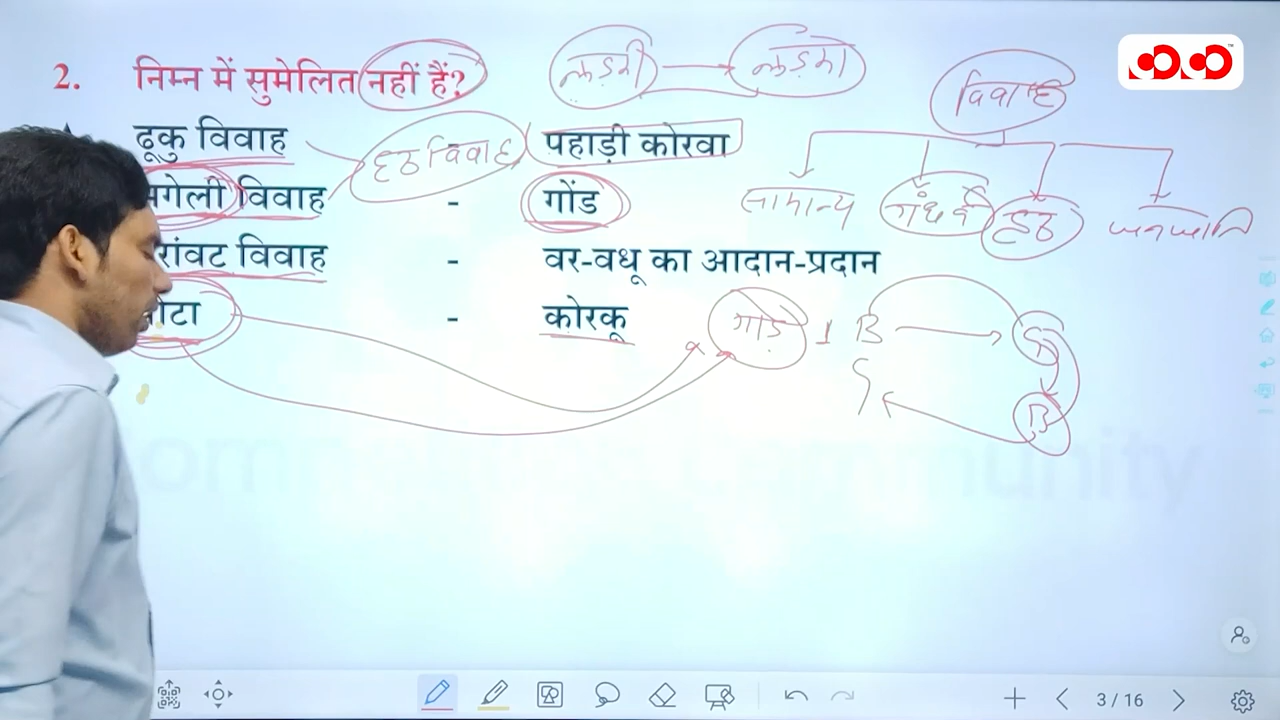 2. निम्न में सुमेलित नहीं हैं? लड़की लड़का विवाह
ढूकु विवाह हठ विवाह पहाड़ी कोरवा
गेली विवाह - गोंड सामान्य गंधर्व हठ
रांवट विवाह - वर-वधू का आदान-प्रदान
ोटा - कोरकू गोंड़ B
B
3 / 16